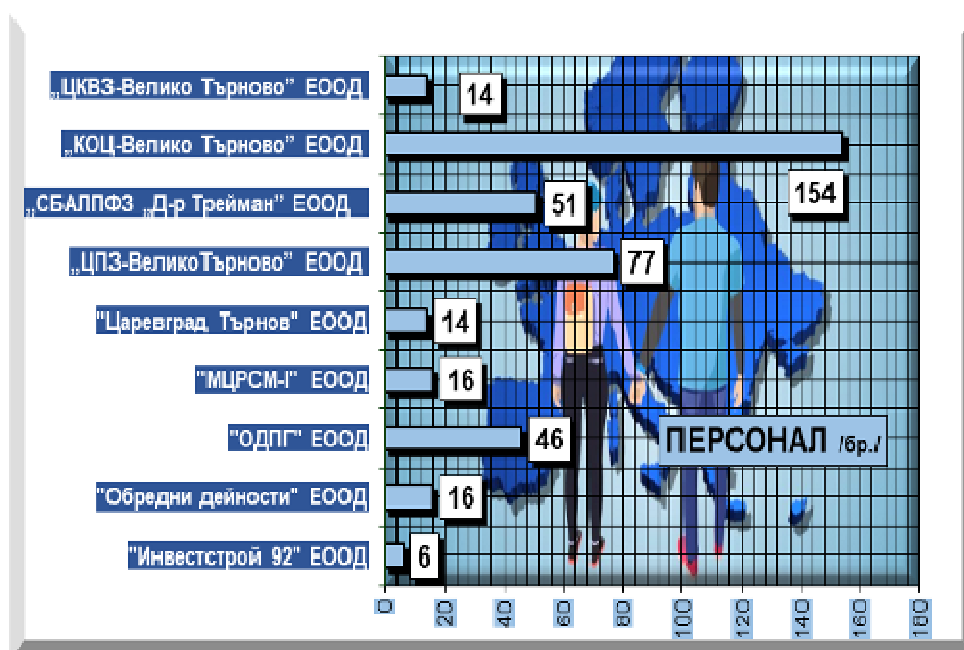 „ЦКВЗ-Велико Търново” ЕООД
14
„КОЦ-Велико Търново” ЕООД
154
„СБАЛПФЗ „Д-р Трейман” ЕООД
51
„ЦПЗ-ВеликоТърново” ЕООД
77
"Царевград Търнов" ЕООД
14
"МЦРСМ-I" ЕООД
16
"ОДПГ" ЕООД
46
ПЕРСОНАЛ /бр./
"Обредни дейности" ЕООД
16
"Инвестстрой 92" ЕООД
6
0 20 40 60 80 100 120 140 160 180